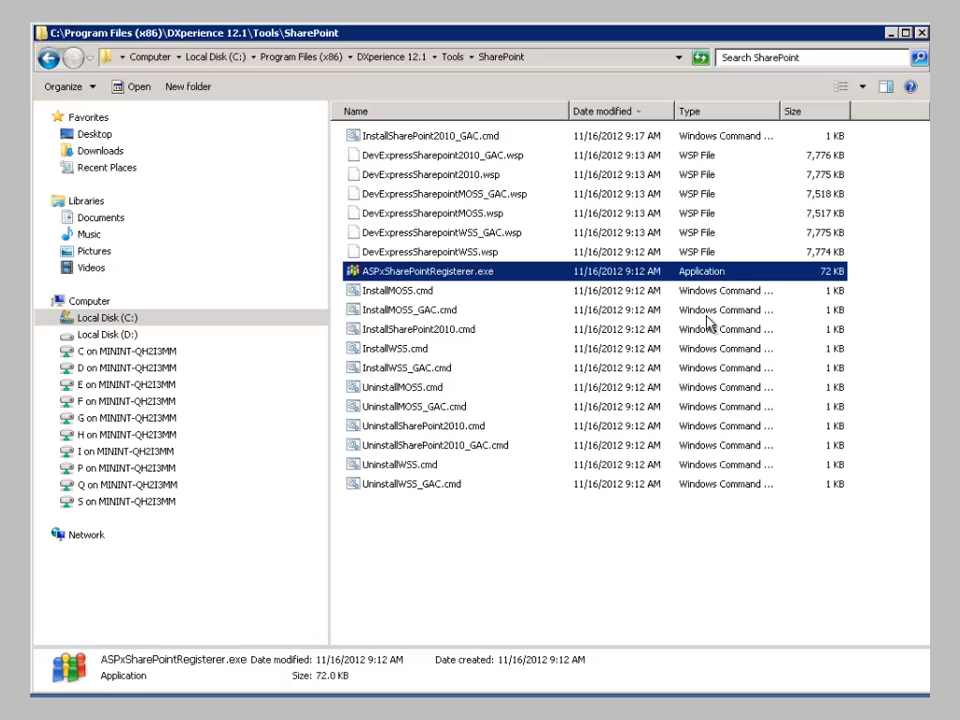 C:\Program Files (x86)\DXperience 12.1\Tools\SharePoint
Computer Local Disk (C:) Program Files (x86) DXperience 12.1 Tools SharePoint Search SharePoint
Organize Open New folder
Name Date modified Type Size
Favorites
Desktop
Downloads
Recent Places
Libraries
Documents
Music
Pictures
Videos
Computer
Local Disk (C:)
Local Disk (D:)
C on MININT-QH2I3MM
D on MININT-QH2I3MM
E on MININT-QH2I3MM
F on MININT-QH2I3MM
G on MININT-QH2I3MM
H on MININT-QH2I3MM
I on MININT-QH2I3MM
P on MININT-QH2I3MM
Q on MININT-QH2I3MM
S on MININT-QH2I3MM
Network
InstallSharePoint2010_GAC.cmd 11/16/2012 9:17 AM Windows Command ... 1 KB
DevExpressSharepoint2010_GAC.wsp 11/16/2012 9:13 AM WSP File 7,776 KB
DevExpressSharepoint2010.wsp 11/16/2012 9:13 AM WSP File 7,775 KB
DevExpressSharepointMOSS_GAC.wsp 11/16/2012 9:13 AM WSP File 7,518 KB
DevExpressSharepointMOSS.wsp 11/16/2012 9:13 AM WSP File 7,517 KB
DevExpressSharepointWSS_GAC.wsp 11/16/2012 9:13 AM WSP File 7,775 KB
DevExpressSharepointWSS.wsp 11/16/2012 9:12 AM WSP File 7,774 KB
ASPxSharePointRegisterer.exe 11/16/2012 9:12 AM Application 72 KB
InstallMOSS.cmd 11/16/2012 9:12 AM Windows Command ... 1 KB
InstallMOSS_GAC.cmd 11/16/2012 9:12 AM Windows Command ... 1 KB
InstallSharePoint2010.cmd 11/16/2012 9:12 AM Windows Command ... 1 KB
InstallWSS.cmd 11/16/2012 9:12 AM Windows Command ... 1 KB
InstallWSS_GAC.cmd 11/16/2012 9:12 AM Windows Command ... 1 KB
UninstallMOSS.cmd 11/16/2012 9:12 AM Windows Command ... 1 KB
UninstallMOSS_GAC.cmd 11/16/2012 9:12 AM Windows Command ... 1 KB
UninstallSharePoint2010.cmd 11/16/2012 9:12 AM Windows Command ... 1 KB
UninstallSharePoint2010_GAC.cmd 11/16/2012 9:12 AM Windows Command ... 1 KB
UninstallWSS.cmd 11/16/2012 9:12 AM Windows Command ... 1 KB
UninstallWSS_GAC.cmd 11/16/2012 9:12 AM Windows Command ... 1 KB
ASPxSharePointRegisterer.exe Date modified: 11/16/2012 9:12 AM Date created: 11/16/2012 9:12 AM
Application Size: 72.0 KB